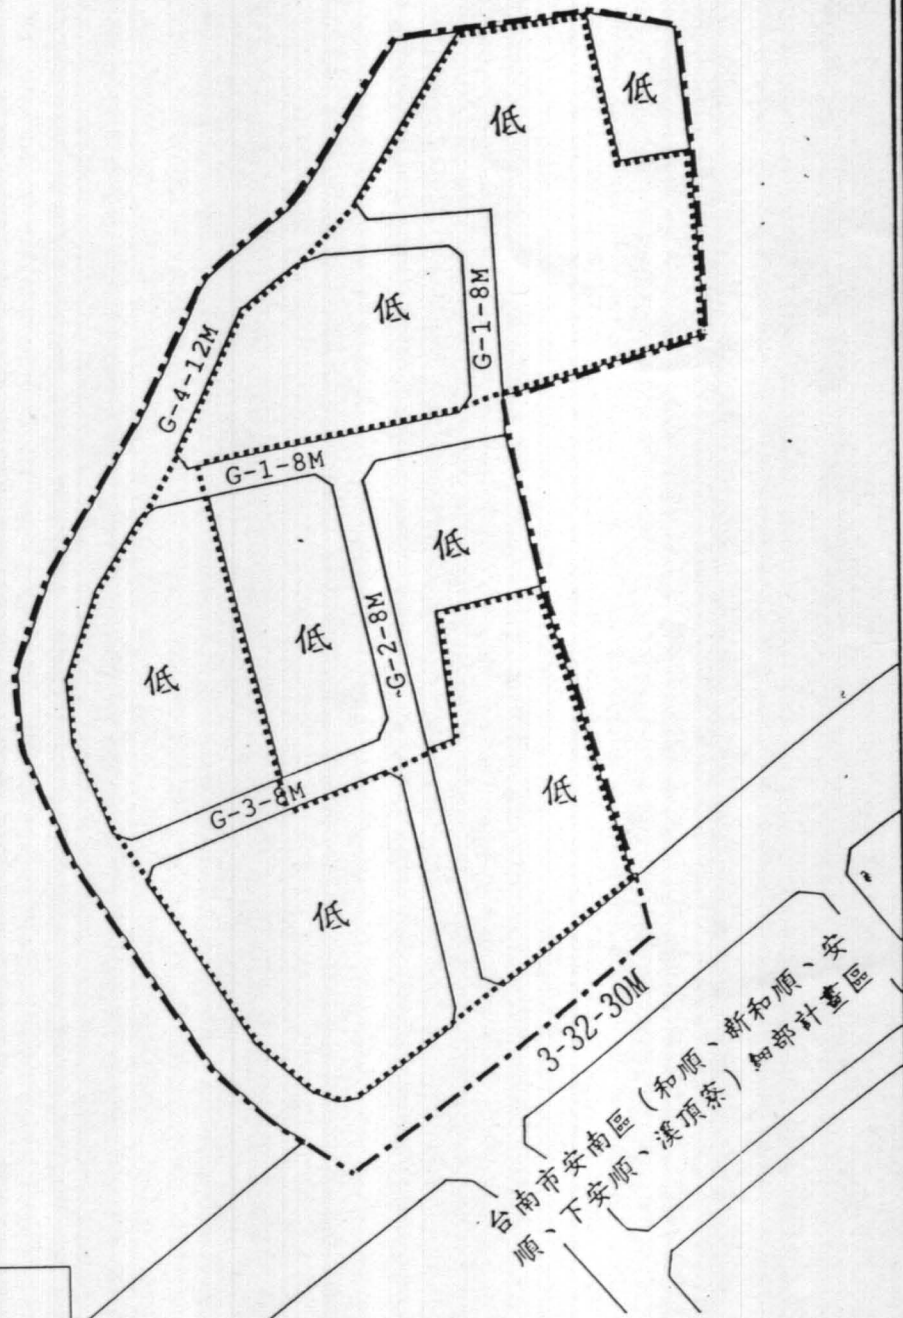 低
低
低
G-1-8M
G-4-12M
G-1-8M
低
低
低
G-2-8M
低
G-3-8M
低
3-32-30M
台南市安南區(和順、新和順、安
順、下安順、溪頂寮)細部計畫區